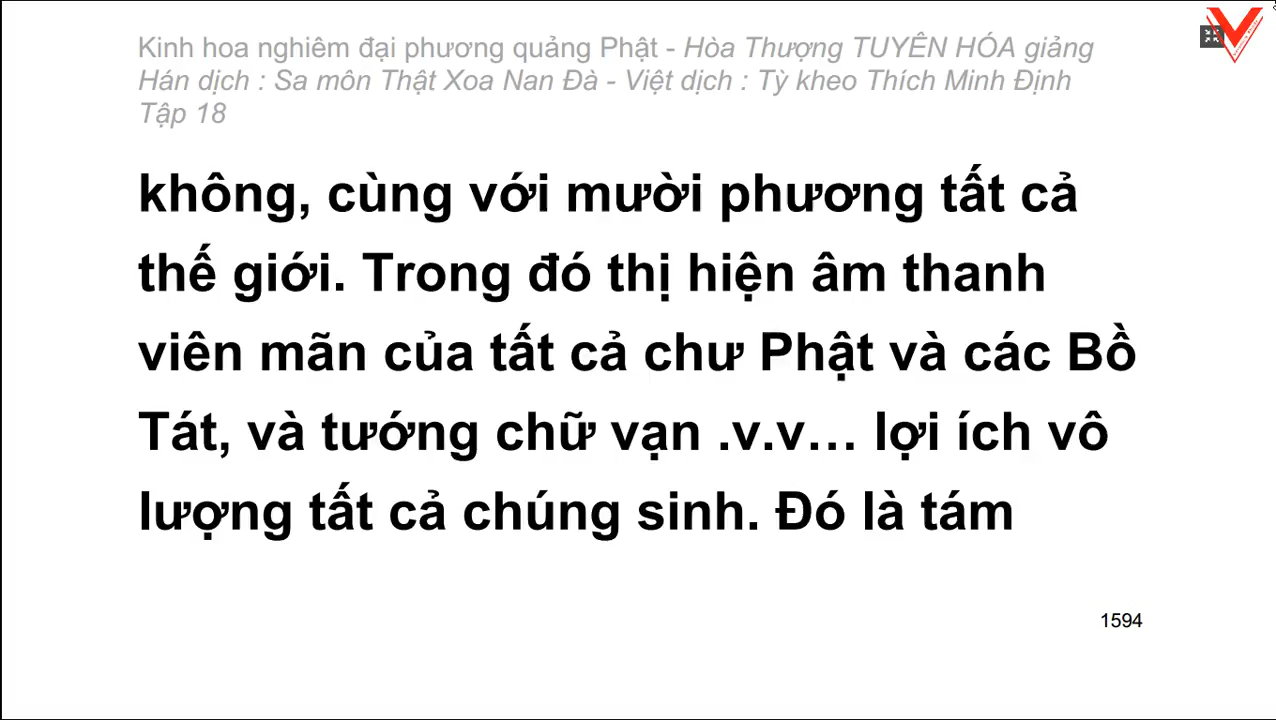 Kinh hoa nghiêm đại phương quảng Phật - Hòa Thượng TUYÊN HÓA giảng
Hán dịch : Sa môn Thật Xoa Nan Đà - Việt dịch : Tỳ kheo Thích Minh Định
Tập 18
không, cùng với mười phương tất cả
thế giới. Trong đó thị hiện âm thanh
viên mãn của tất cả chư Phật và các Bồ
Tát, và tướng chữ vạn .v.v… lợi ích vô
lượng tất cả chúng sinh. Đó là tám
1594